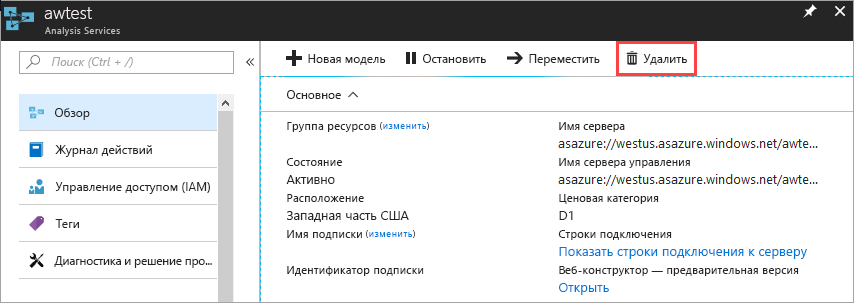 awtest
Analysis Services
Поиск (Ctrl + /)
Обзор
Журнал действий
Управление доступом (IAM)
Теги
Диагностика и решение про...
Новая модель
Остановить
Переместить
Удалить
Основное
Группа ресурсов (изменить)
Состояние
Активно
Расположение
Западная часть США
Имя подписки (изменить)
Идентификатор подписки
Имя сервера
asazure://westus.asazure.windows.net/awte...
Имя сервера управления
asazure://westus.asazure.windows.net/awte...
Ценовая категория
D1
Строки подключения
Показать строки подключения к серверу
Веб-конструктор — предварительная версия
Открыть